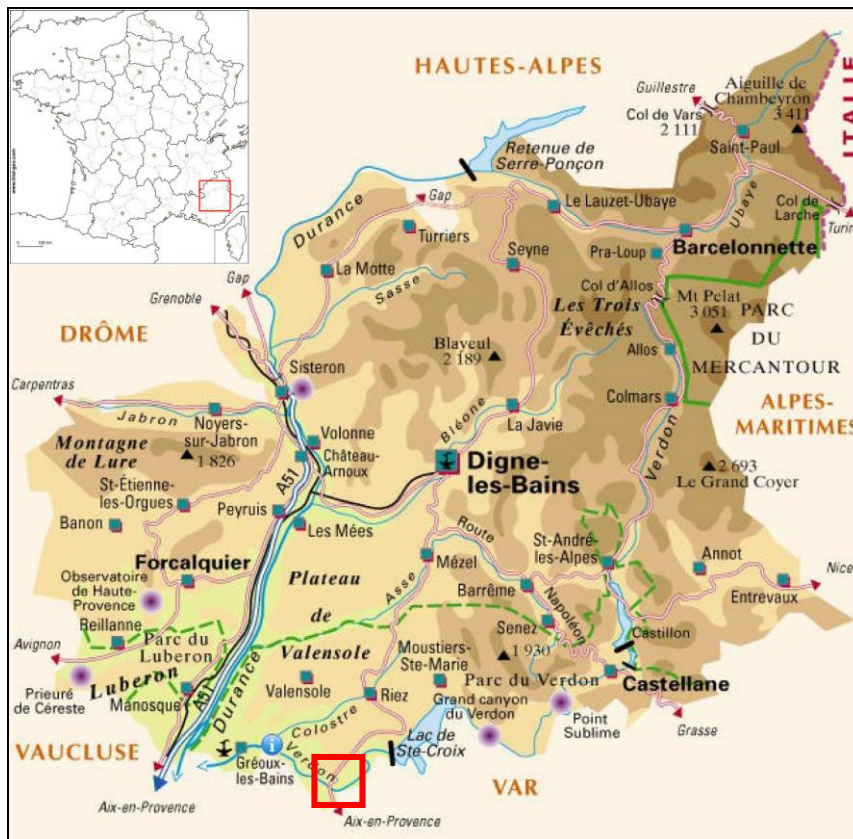 www.hist-geo.com
HAUTES-ALPES
Guillestre
Aiguille de
Chambeyron
3 411
Col de Vars
2 111
Saint-Paul
ITALIE
Retenue de
Serre-Ponçon
Ubaye
Col de
Larche
Turin
Gap
Le Lauzet-Ubaye
Durance
Turriers
Seyne
Pra-Loup
Barcelonnette
La Motte
Sasse
Col d'Allos
Gap
Grenoble
Les Trois
Évêchés
Mt Pelat
3 051
PARC
DU
MERCANTOUR
DRÔME
Blayeul
2 189
Allos
Sisteron
Carpentras
Colmars
ALPES-
MARITIMES
Jabron
Noyers-
sur-Jabron
Bléone
La Javie
Verdon
Montagne
de Lure
1 826
Volonne
Château-
Arnoux
A51
Digne-
les-Bains
2 693
Le Grand Coyer
St-Étienne-
les-Orgues
Peyruis
Banon
Les Mées
Route
St-André-
les-Alpes
Annot
Forcalquier
Mézel
Nice
Observatoire
de Haute-
Provence
Plateau
de
Valensole
Asse
Barrême
Napoléon
Entrevaux
Reillanne
Senez
Castillon
Avignon
Parc du
Luberon
Moustiers-
Ste-Marie
1 930
Luberon
Durance
Valensole
Riez
Parc du Verdon
Castellane
Prieuré
de Céreste
Manosque
A51
Grand canyon
du Verdon
Colostre
Point
Sublime
Grasse
VAUCLUSE
Verdon
Lac de
Ste-Croix
Gréoux-
les-Bains
i
VAR
Aix-en-Provence
Aix-en-Provence